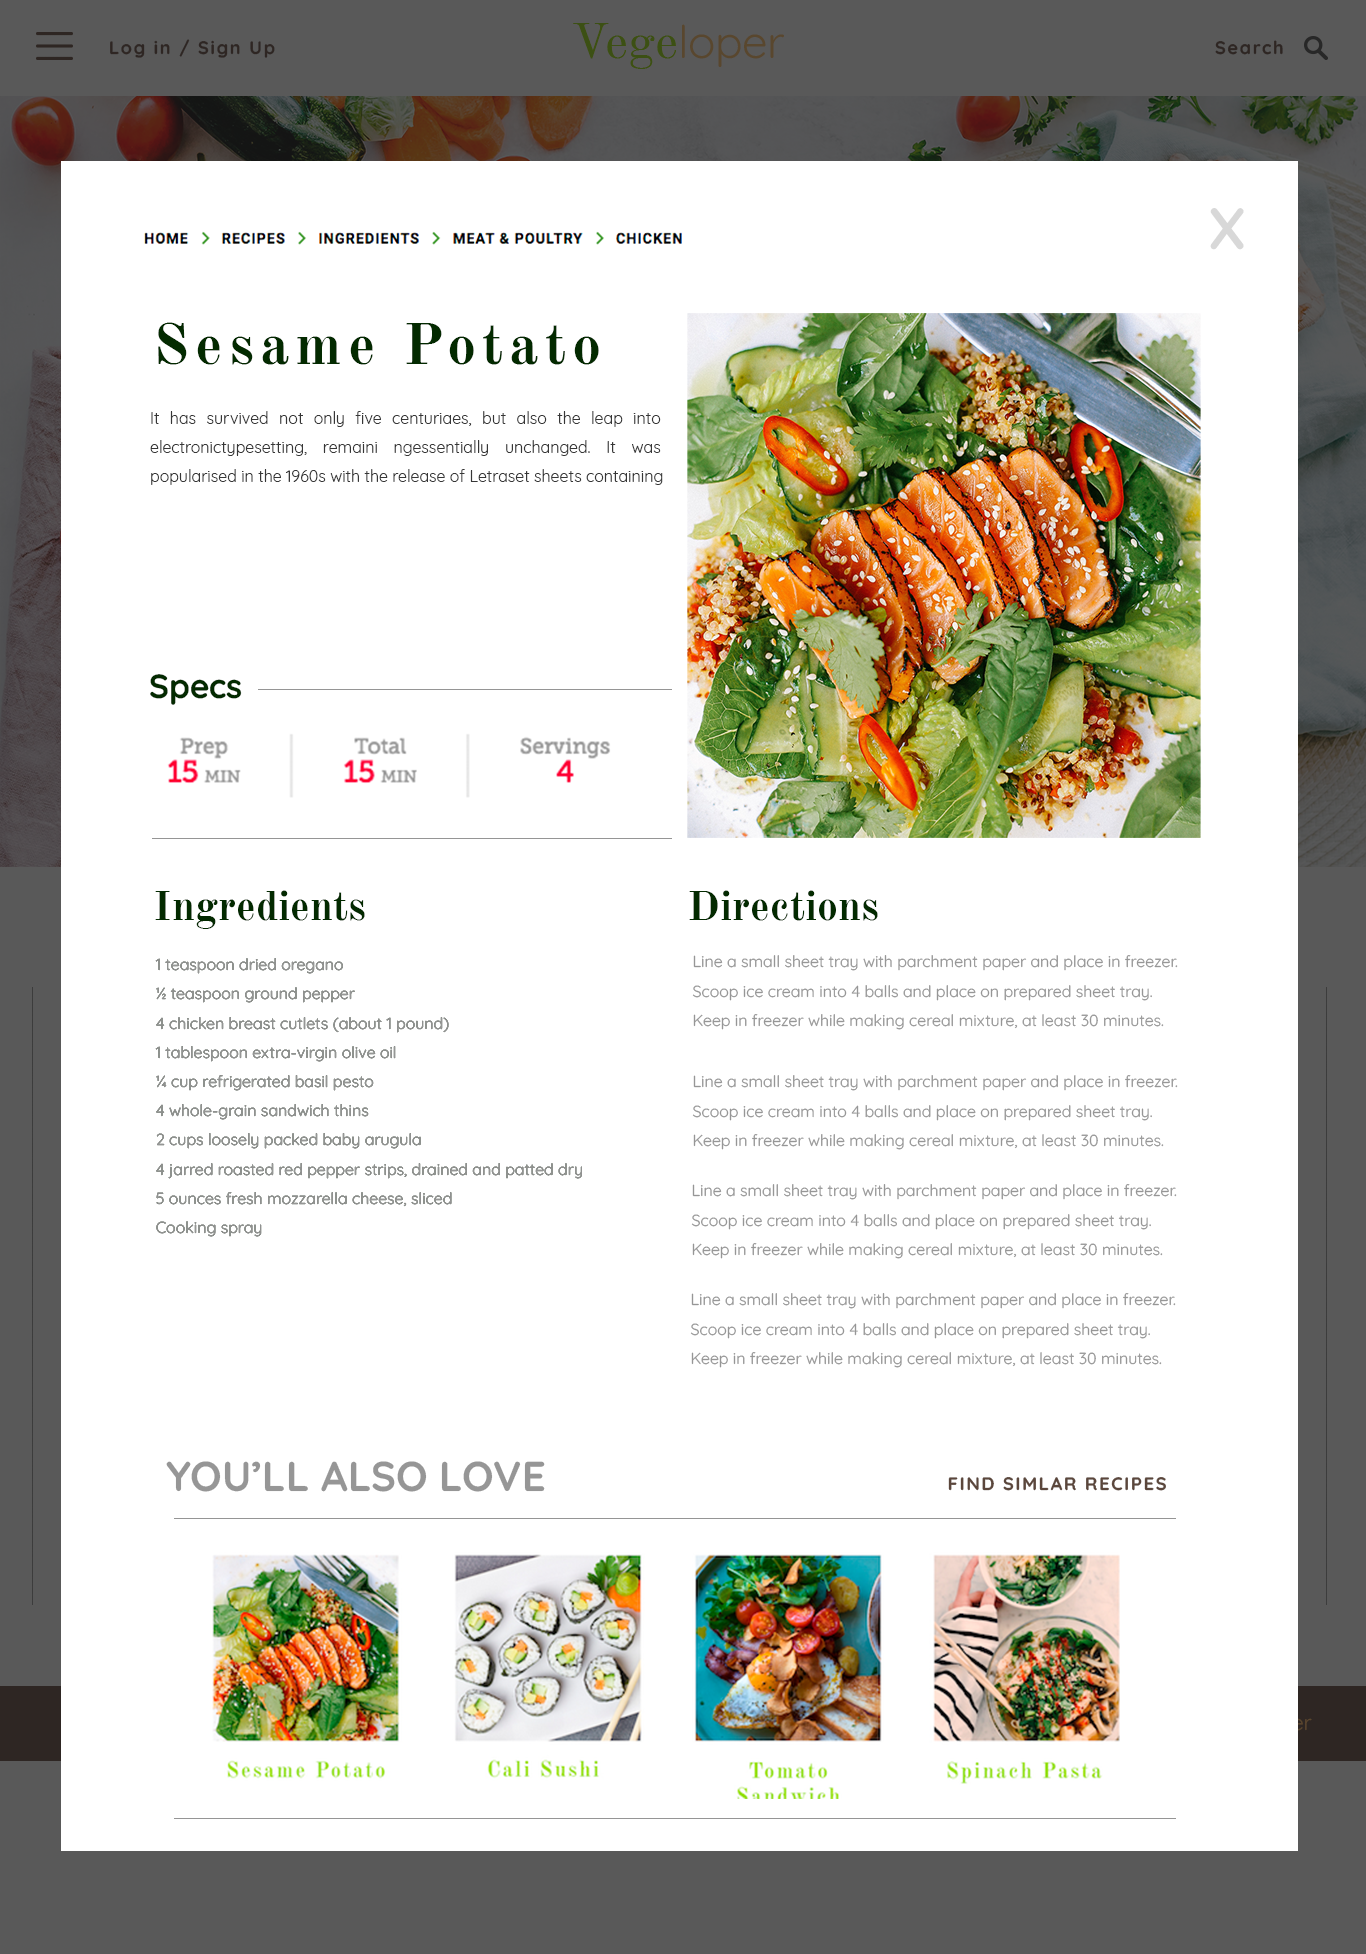 Log in / Sign Up
Vegeloper
Search
HOME > RECIPES > INGREDIENTS > MEAT & POULTRY > CHICKEN
X
Sesame Potato
It has survived not only five centuriaes, but also the leap into
electronictypesetting, remaini ngessentially unchanged. It was
popularised in the 1960s with the release of Letraset sheets containing
Specs
Prep
15 MIN
Total
15 MIN
Servings
4
Ingredients
1 teaspoon dried oregano
½ teaspoon ground pepper
4 chicken breast cutlets (about 1 pound)
1 tablespoon extra-virgin olive oil
¼ cup refrigerated basil pesto
4 whole-grain sandwich thins
2 cups loosely packed baby arugula
4 jarred roasted red pepper strips, drained and patted dry
5 ounces fresh mozzarella cheese, sliced
Cooking spray
Directions
Line a small sheet tray with parchment paper and place in freezer.
Scoop ice cream into 4 balls and place on prepared sheet tray.
Keep in freezer while making cereal mixture, at least 30 minutes.
Line a small sheet tray with parchment paper and place in freezer.
Scoop ice cream into 4 balls and place on prepared sheet tray.
Keep in freezer while making cereal mixture, at least 30 minutes.
Line a small sheet tray with parchment paper and place in freezer.
Scoop ice cream into 4 balls and place on prepared sheet tray.
Keep in freezer while making cereal mixture, at least 30 minutes.
Line a small sheet tray with parchment paper and place in freezer.
Scoop ice cream into 4 balls and place on prepared sheet tray.
Keep in freezer while making cereal mixture, at least 30 minutes.
YOU'LL ALSO LOVE
FIND SIMLAR RECIPES
Sesame Potato
Cali Sushi
Tomato
Sandwich
Spinach Pasta